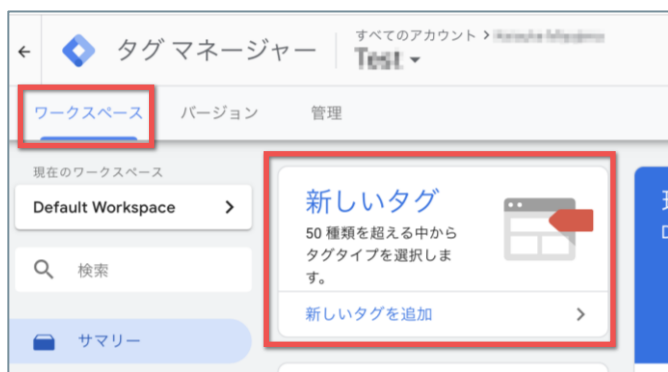 タグ マネージャー
すべてのアカウント >
Test
ワークスペース
バージョン
管理
現在のワークスペース
Default Workspace
検索
サマリー
新しいタグ
50 種類を超える中から
タグタイプを選択しま
す。
新しいタグを追加